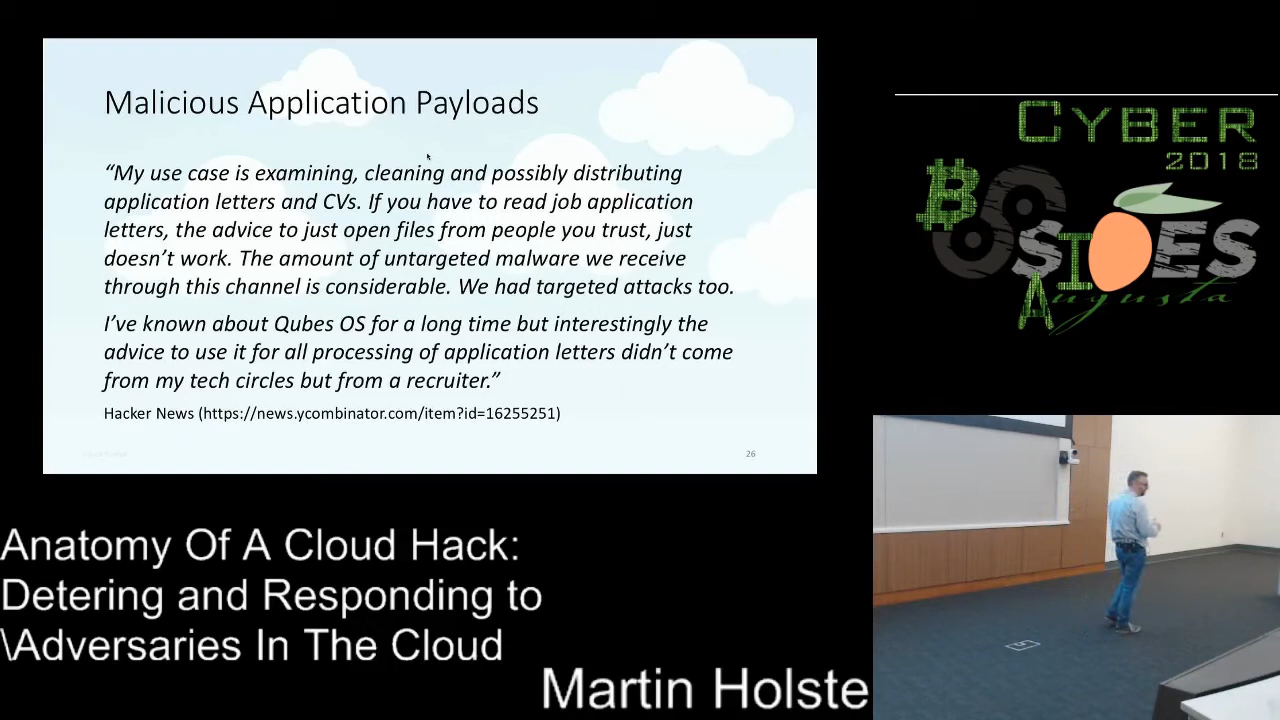 Malicious Application Payloads
“My use case is examining, cleaning and possibly distributing
application letters and CVs. If you have to read job application
letters, the advice to just open files from people you trust, just
doesn’t work. The amount of untargeted malware we receive
through this channel is considerable. We had targeted attacks too.
I’ve known about Qubes OS for a long time but interestingly the
advice to use it for all processing of application letters didn’t come
from my tech circles but from a recruiter.”
Hacker News (https://news.ycombinator.com/item?id=16255251)
26
CYBER
2018
BSIDES
Augusta
Anatomy Of A Cloud Hack:
Detering and Responding to
\Adversaries In The Cloud
Martin Holste